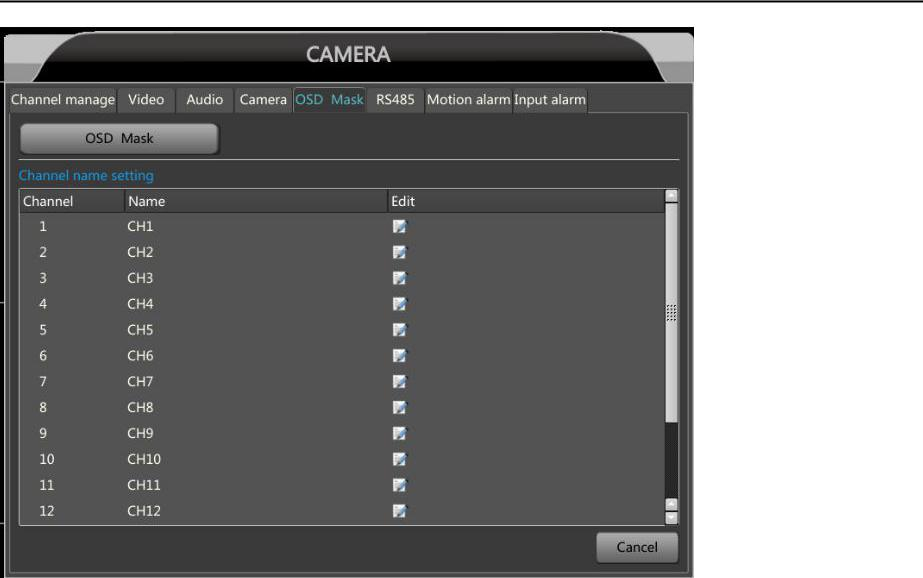 CAMERA
Channel manage Video Audio Camera OSD Mask RS485 Motion alarm Input alarm
OSD Mask
Channel name setting
Channel Name Edit
1 CH1
2 CH2
3 CH3
4 CH4
5 CH5
6 CH6
7 CH7
8 CH8
9 CH9
10 CH10
11 CH11
12 CH12
Cancel